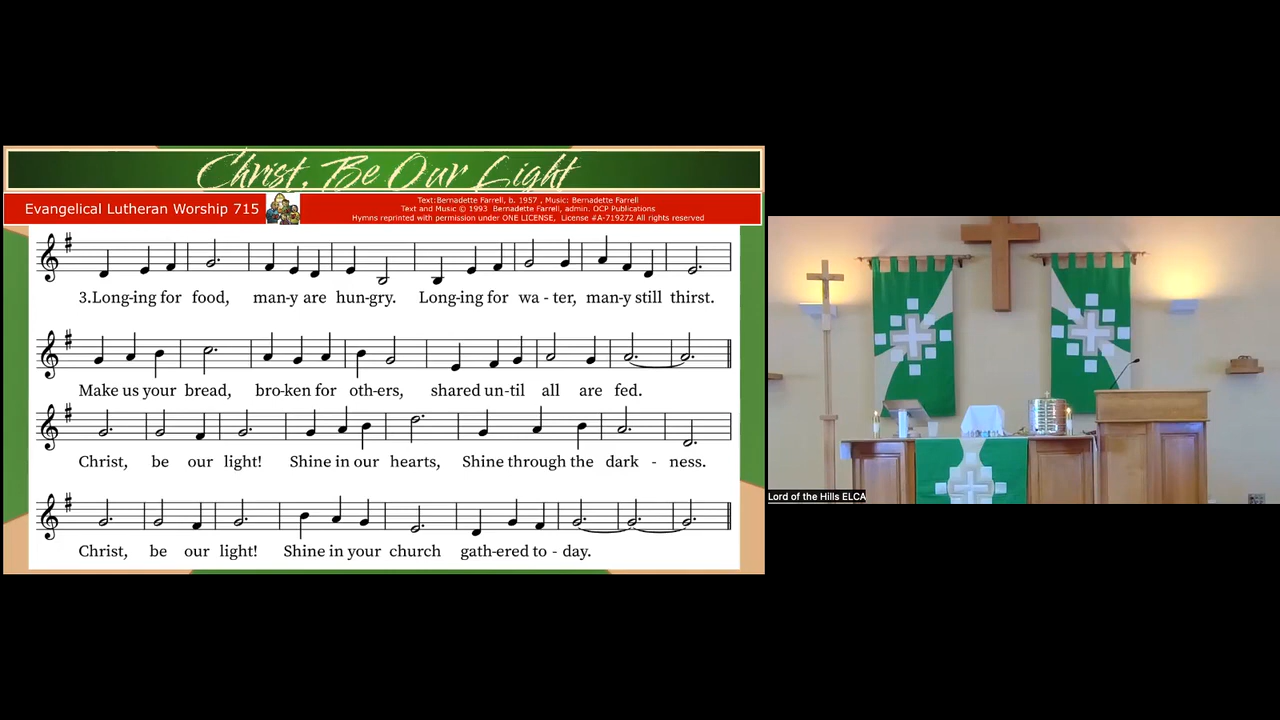 Christ, Be Our Light
Evangelical Lutheran Worship 715
Text:Bernadette Farrell, b. 1957 , Music: Bernadette Farrell
Text and Music © 1993 Bernadette Farrell, admin. OCP Publications
Hymns reprinted with permission under ONE LICENSE, License #A-719272 All rights reserved
3.Long-ing for food, man-y are hun-gry. Long-ing for wa - ter, man-y still thirst.
Make us your bread, bro-ken for oth-ers, shared un-til all are fed.
Christ, be our light! Shine in our hearts, Shine through the dark - ness.
Christ, be our light! Shine in your church gath-ered to - day.
Lord of the Hills ELCA